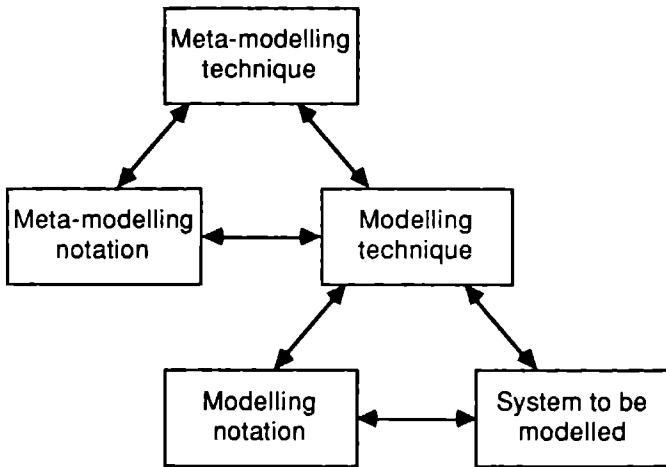 Meta-modelling
technique
Meta-modelling
notation
Modelling
technique
Modelling
notation
System to be
modelled